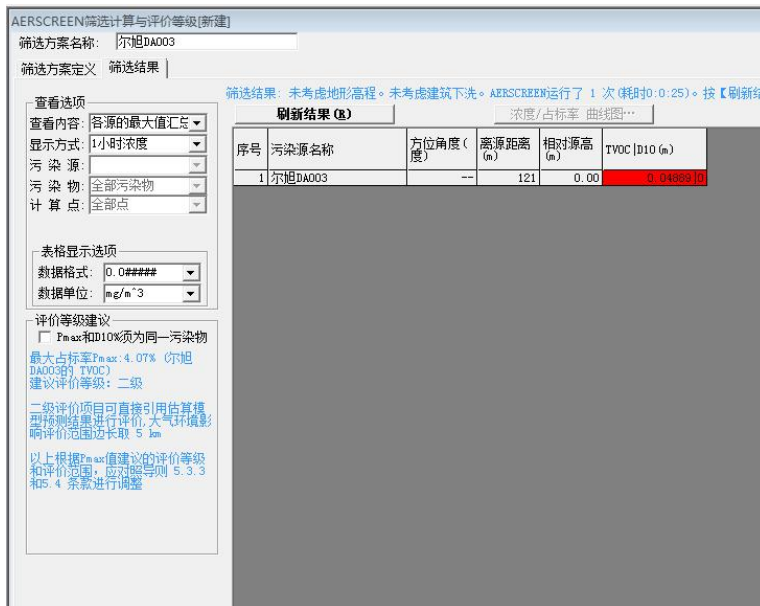 AERSCREEN筛选计算与评价等级[新建]
筛选方案名称: 尔旭DA003
筛选方案定义 筛选结果
筛选结果: 未考虑地形高程。未考虑建筑下洗。AERSCREEN运行了 1 次(耗时0:0:25)。按【刷新结
查看选项
刷新结果(R) 浓度/占标率 曲线图…
查看内容: 各源的最大值汇总
显示方式: 1小时浓度
污 染 源:
污 染 物: 全部污染物
计 算 点: 全部点
序号 污染源名称 方位角度(度) 离源距离(m) 相对源高(m) TVOC|D10(m)
1 尔旭DA003 -- 121 0.00 0.04889|0
表格显示选项
数据格式: 0.0#####
数据单位: mg/m^3
评价等级建议
Pmax和D10%须为同一污染物
最大占标率Pmax:4.07% (尔旭
DA003的 TVOC)
建议评价等级: 二级
二级评价项目可直接引用估算模
型预测结果进行评价,大气环境影
响评价范围边长取 5 km
以上根据Pmax值建议的评价等级
和评价范围, 应对照导则 5.3.3
和5.4 条款进行调整